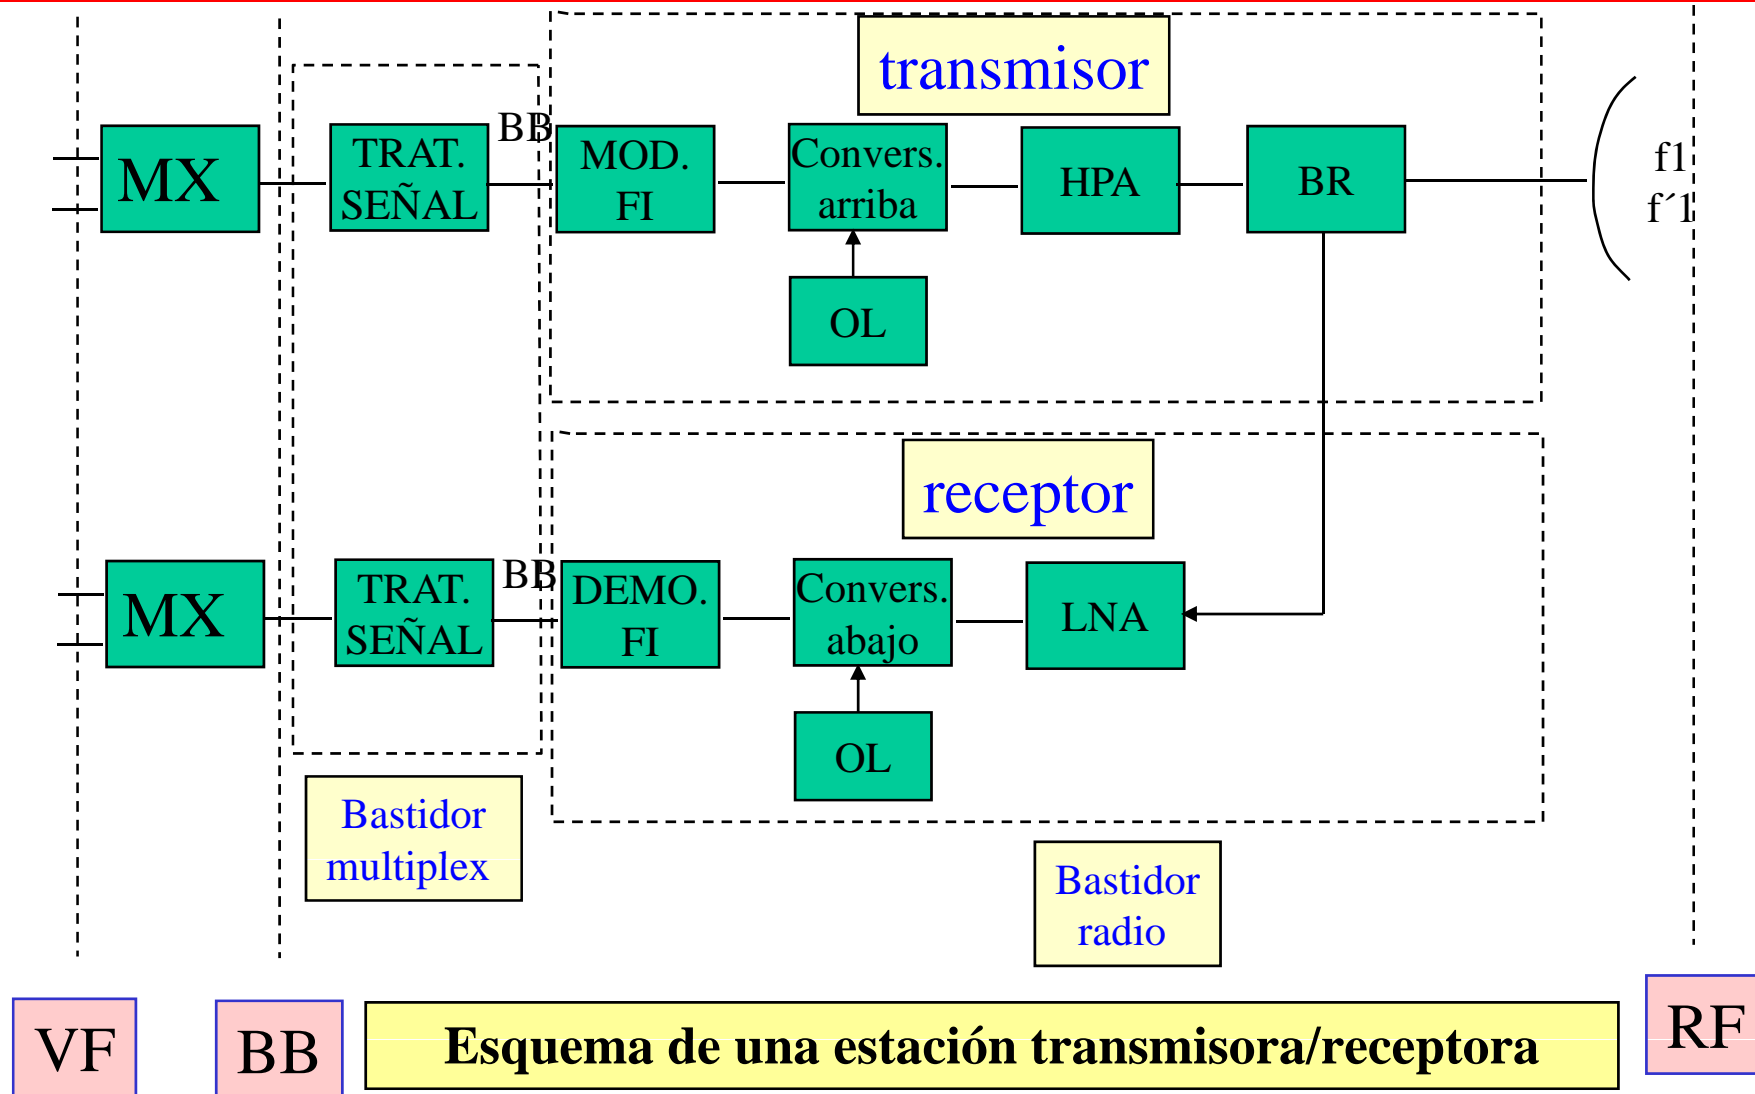 transmisor
MX
TRAT.
SEÑAL
BB
MOD.
FI
Convers.
arriba
HPA
BR
f1
f´1
OL
receptor
MX
TRAT.
SEÑAL
BB
DEMO.
FI
Convers.
abajo
LNA
OL
Bastidor
multiplex
Bastidor
radio
VF
BB
Esquema de una estación transmisora/receptora
RF